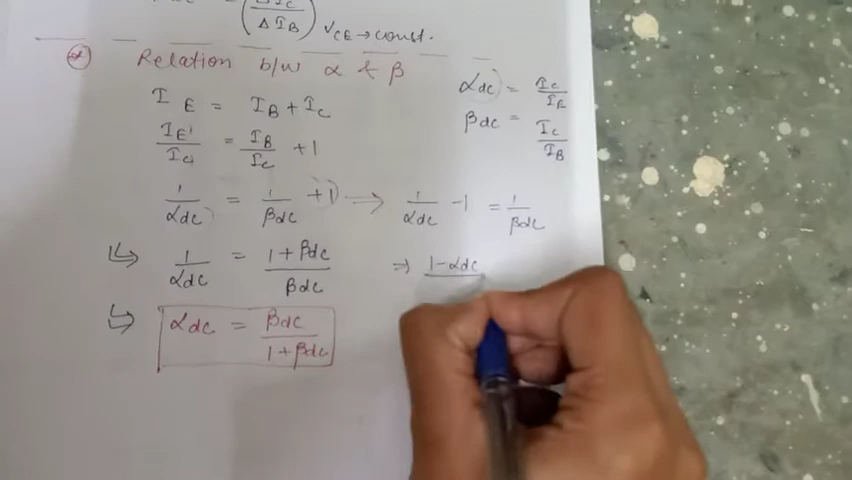 (ΔIC / ΔIB) VCE → const.
Relation b/w α & β
αdc = IC / IE
IE = IB + IC
βdc = IC / IB
IE / IC = IB / IC + 1
1 / αdc = 1 / βdc + 1 ⟹ 1 / αdc - 1 = 1 / βdc
↳ 1 / αdc = 1 + βdc / βdc ⇒ 1 - αdc
↳ αdc = βdc / 1 + βdc